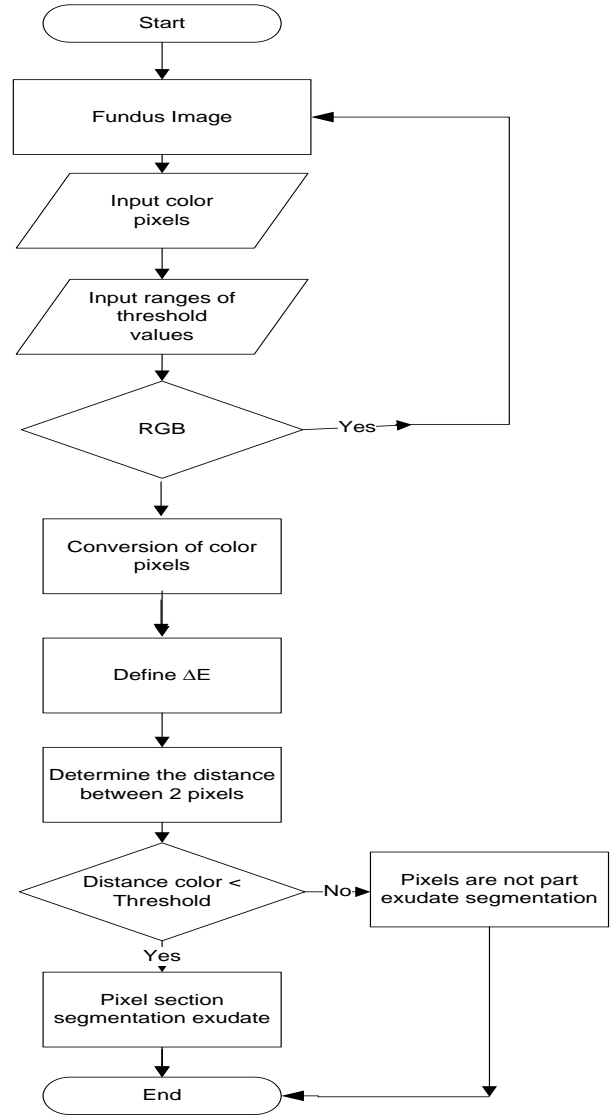 Start
Fundus Image
Input color
pixels
Input ranges of
threshold
values
RGB
Yes
Conversion of color
pixels
Define ΔE
Determine the distance
between 2 pixels
Distance color <
Threshold
No
Pixels are not part
exudate segmentation
Yes
Pixel section
segmentation exudate
End